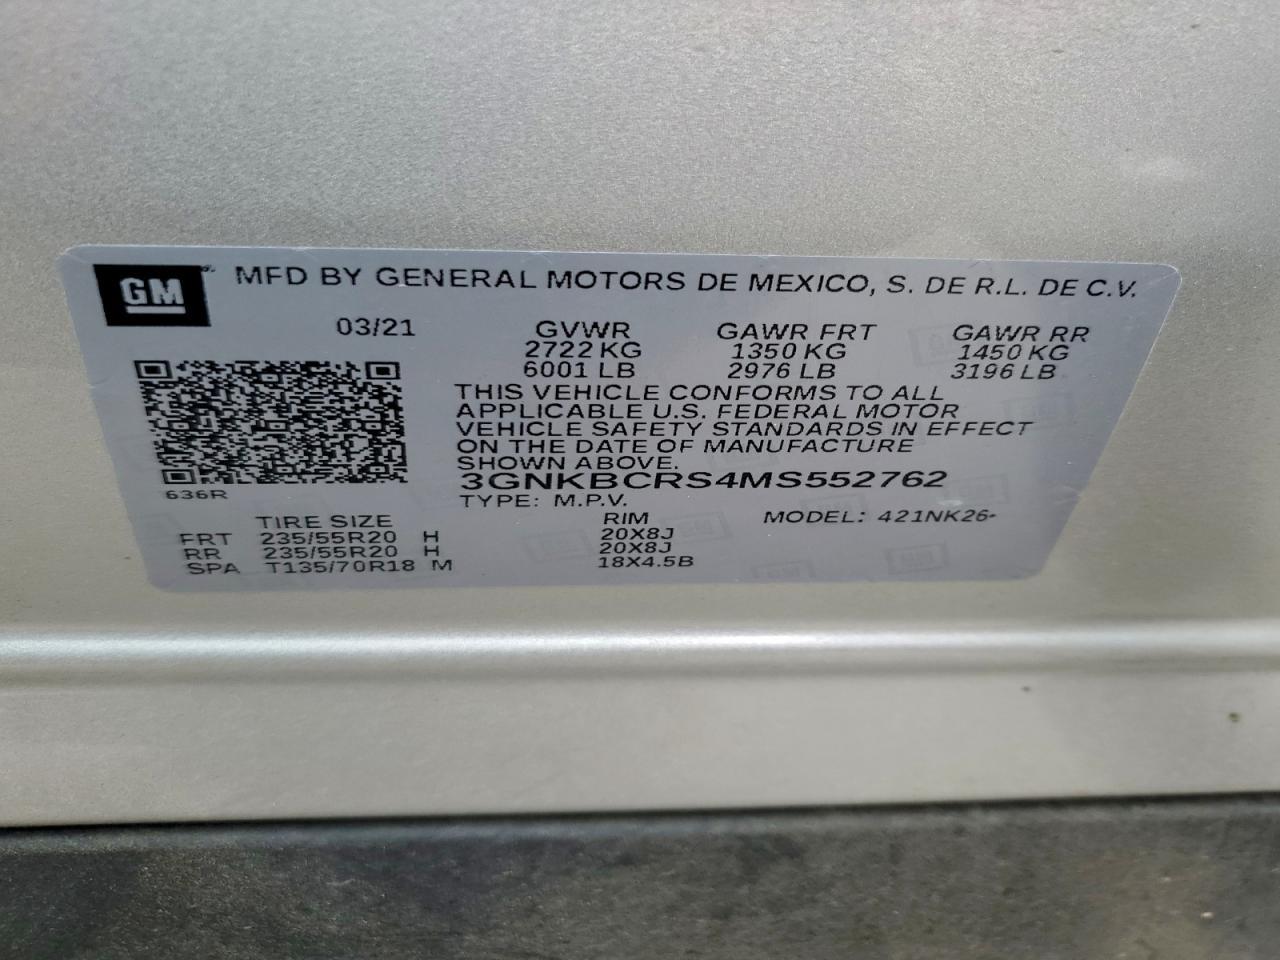 GM
MFD BY GENERAL MOTORS DE MEXICO, S. DE R.L. DE C.V.
03/21 GVWR GAWR FRT GAWR RR
2722 KG 1350 KG 1450 KG
6001 LB 2976 LB 3196 LB
THIS VEHICLE CONFORMS TO ALL
APPLICABLE U.S. FEDERAL MOTOR
VEHICLE SAFETY STANDARDS IN EFFECT
ON THE DATE OF MANUFACTURE
SHOWN ABOVE.
3GNKBCRS4MS552762
636R
TYPE: M.P.V.
TIRE SIZE RIM MODEL: 421NK26
FRT 235/55R20 H 20X8J
RR 235/55R20 H 20X8J
SPA T135/70R18 M 18X4.5B